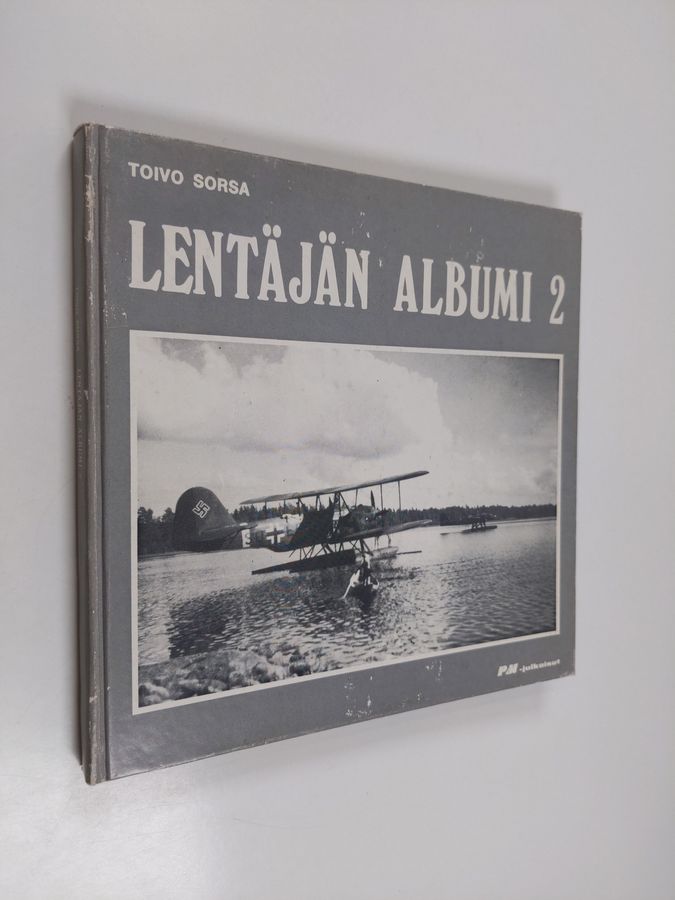 TOIVO SORSA
LENTÄJÄN ALBUMI 2
PM-julkaisut